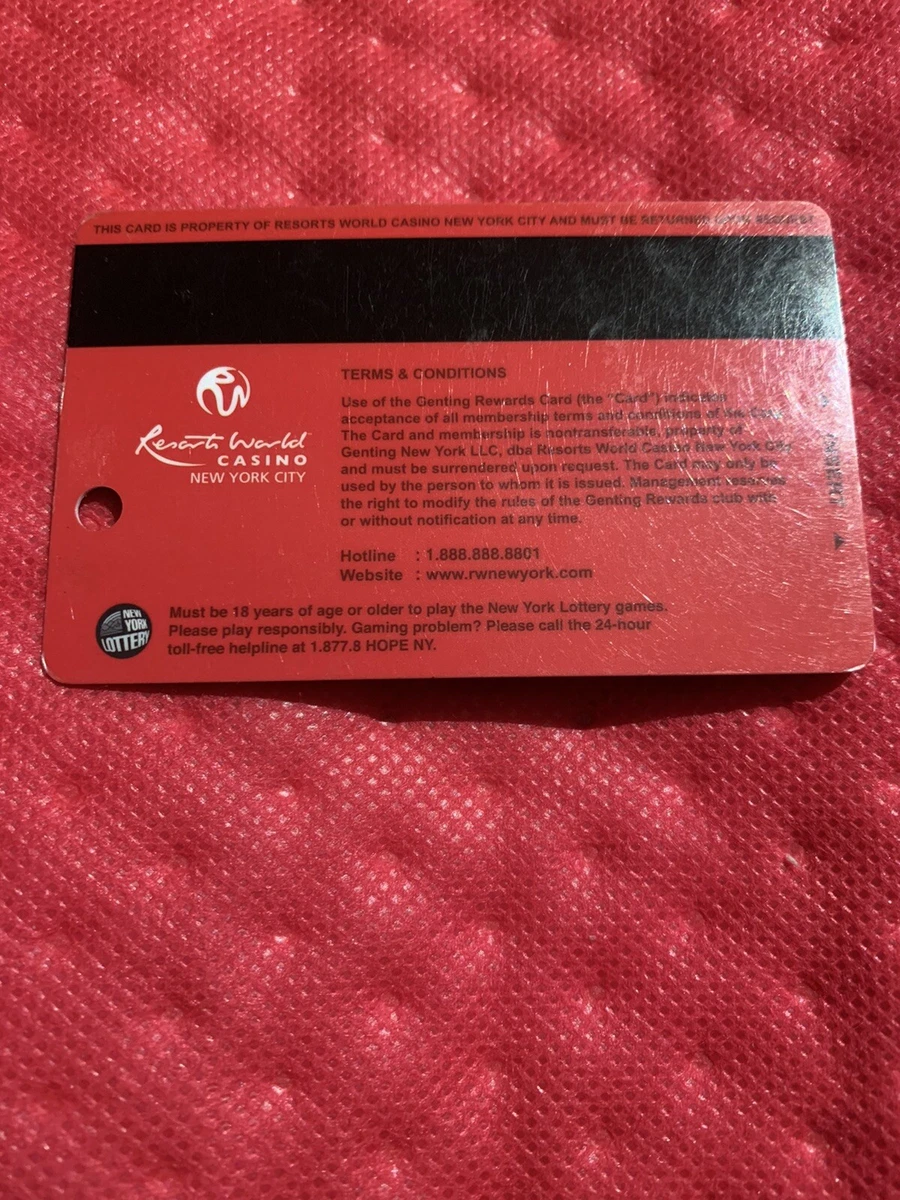 THIS CARD IS PROPERTY OF RESORTS WORLD CASINO NEW YORK CITY AND MUST BE RETURNED UPON REQUEST
Resorts World
CASINO
NEW YORK CITY
TERMS & CONDITIONS
Use of the Genting Rewards Card (the "Card") indicates
acceptance of all membership terms and conditions of the Card.
The Card and membership is nontransferable, property of
Genting New York LLC, dba Resorts World Casino New York City
and must be surrendered upon request. The Card may only be
used by the person to whom it is issued. Management reserves
the right to modify the rules of the Genting Rewards club with
or without notification at any time.
Hotline : 1.888.888.8801
Website : www.rwnewyork.com
NEW
YORK
LOTTERY
Must be 18 years of age or older to play the New York Lottery games.
Please play responsibly. Gaming problem? Please call the 24-hour
toll-free helpline at 1.877.8 HOPE NY.